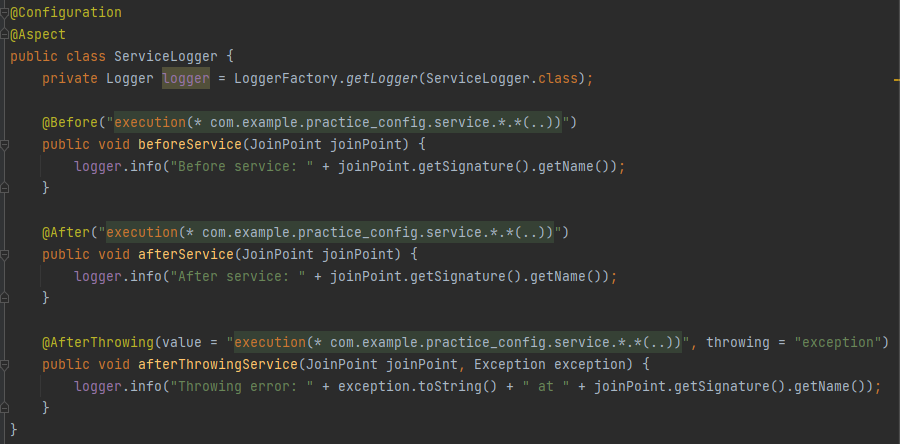 @Configuration
@Aspect
public class ServiceLogger {
    private Logger logger = LoggerFactory.getLogger(ServiceLogger.class);
    @Before("execution(* com.example.practice_config.service.*.*(..))")
    public void beforeService(JoinPoint joinPoint) {
        logger.info("Before service: " + joinPoint.getSignature().getName());
    }
    @After("execution(* com.example.practice_config.service.*.*(..))")
    public void afterService(JoinPoint joinPoint) {
        logger.info("After service: " + joinPoint.getSignature().getName());
    }
    @AfterThrowing(value = "execution(* com.example.practice_config.service.*.*(..))", throwing = "exception")
    public void afterThrowingService(JoinPoint joinPoint, Exception exception) {
        logger.info("Throwing error: " + exception.toString() + " at " + joinPoint.getSignature().getName());
    }
}